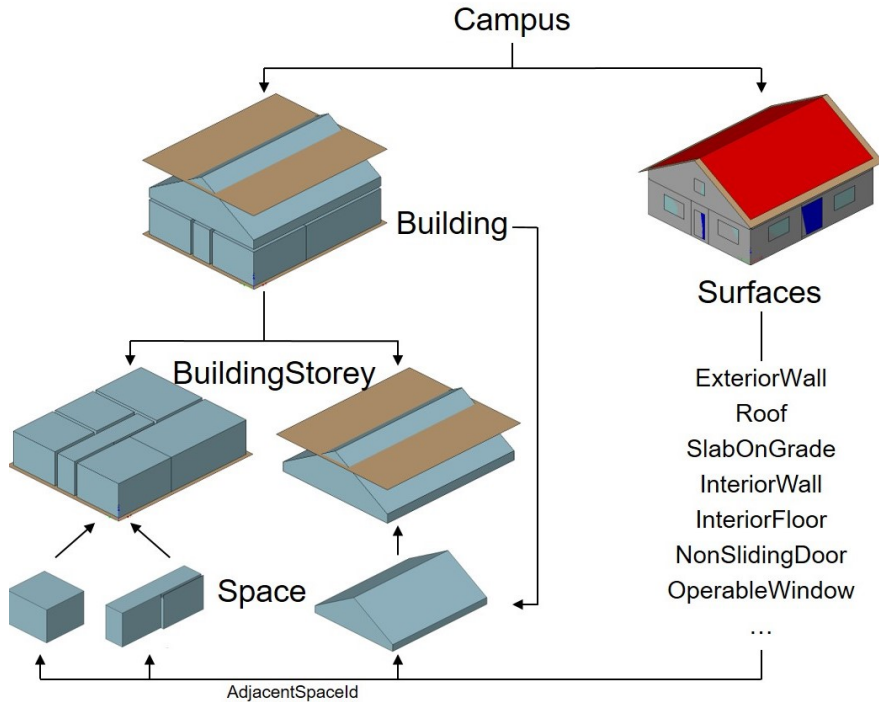 Campus
Building
Surfaces
BuildingStorey
ExteriorWall
Roof
SlabOnGrade
InteriorWall
InteriorFloor
NonSlidingDoor
OperableWindow
...
Space
AdjacentSpaceId